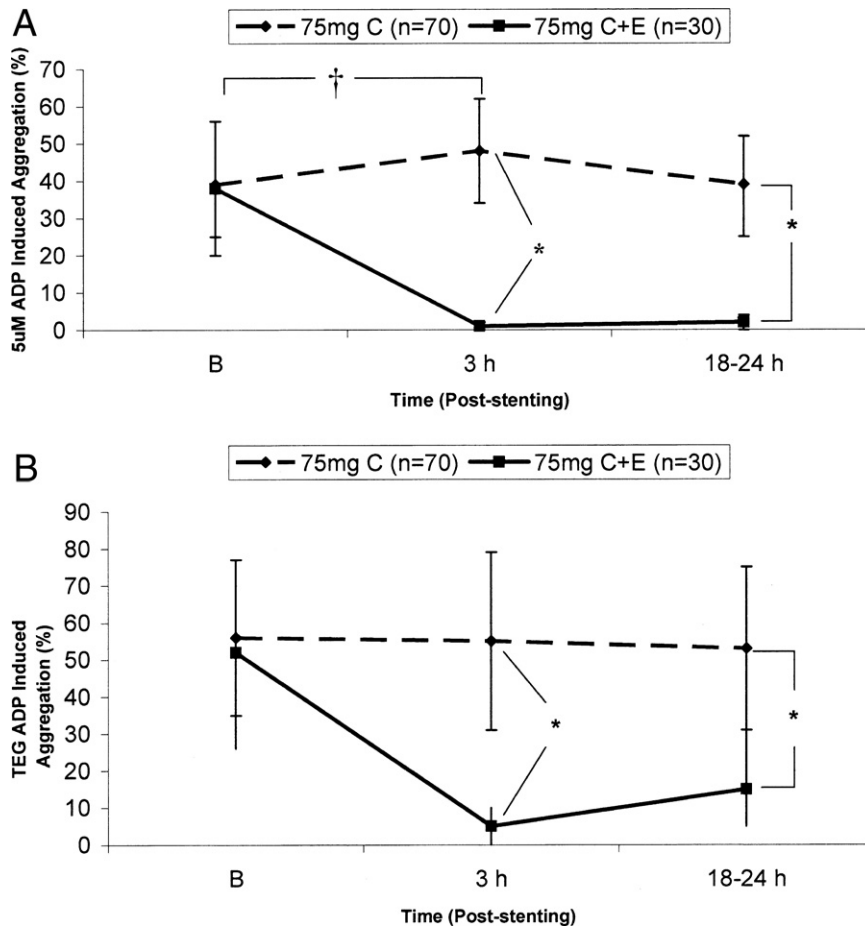 A
75mg C (n=70) 75mg C+E (n=30)
5uM ADP Induced Aggregation (%)
70
60
50
40
30
20
10
0
†
*
*
B 3 h 18-24 h
Time (Post-stenting)
B
75mg C (n=70) 75mg C+E (n=30)
TEG ADP Induced
Aggregation (%)
90
80
70
60
50
40
30
20
10
0
*
*
B 3 h 18-24 h
Time (Post-stenting)